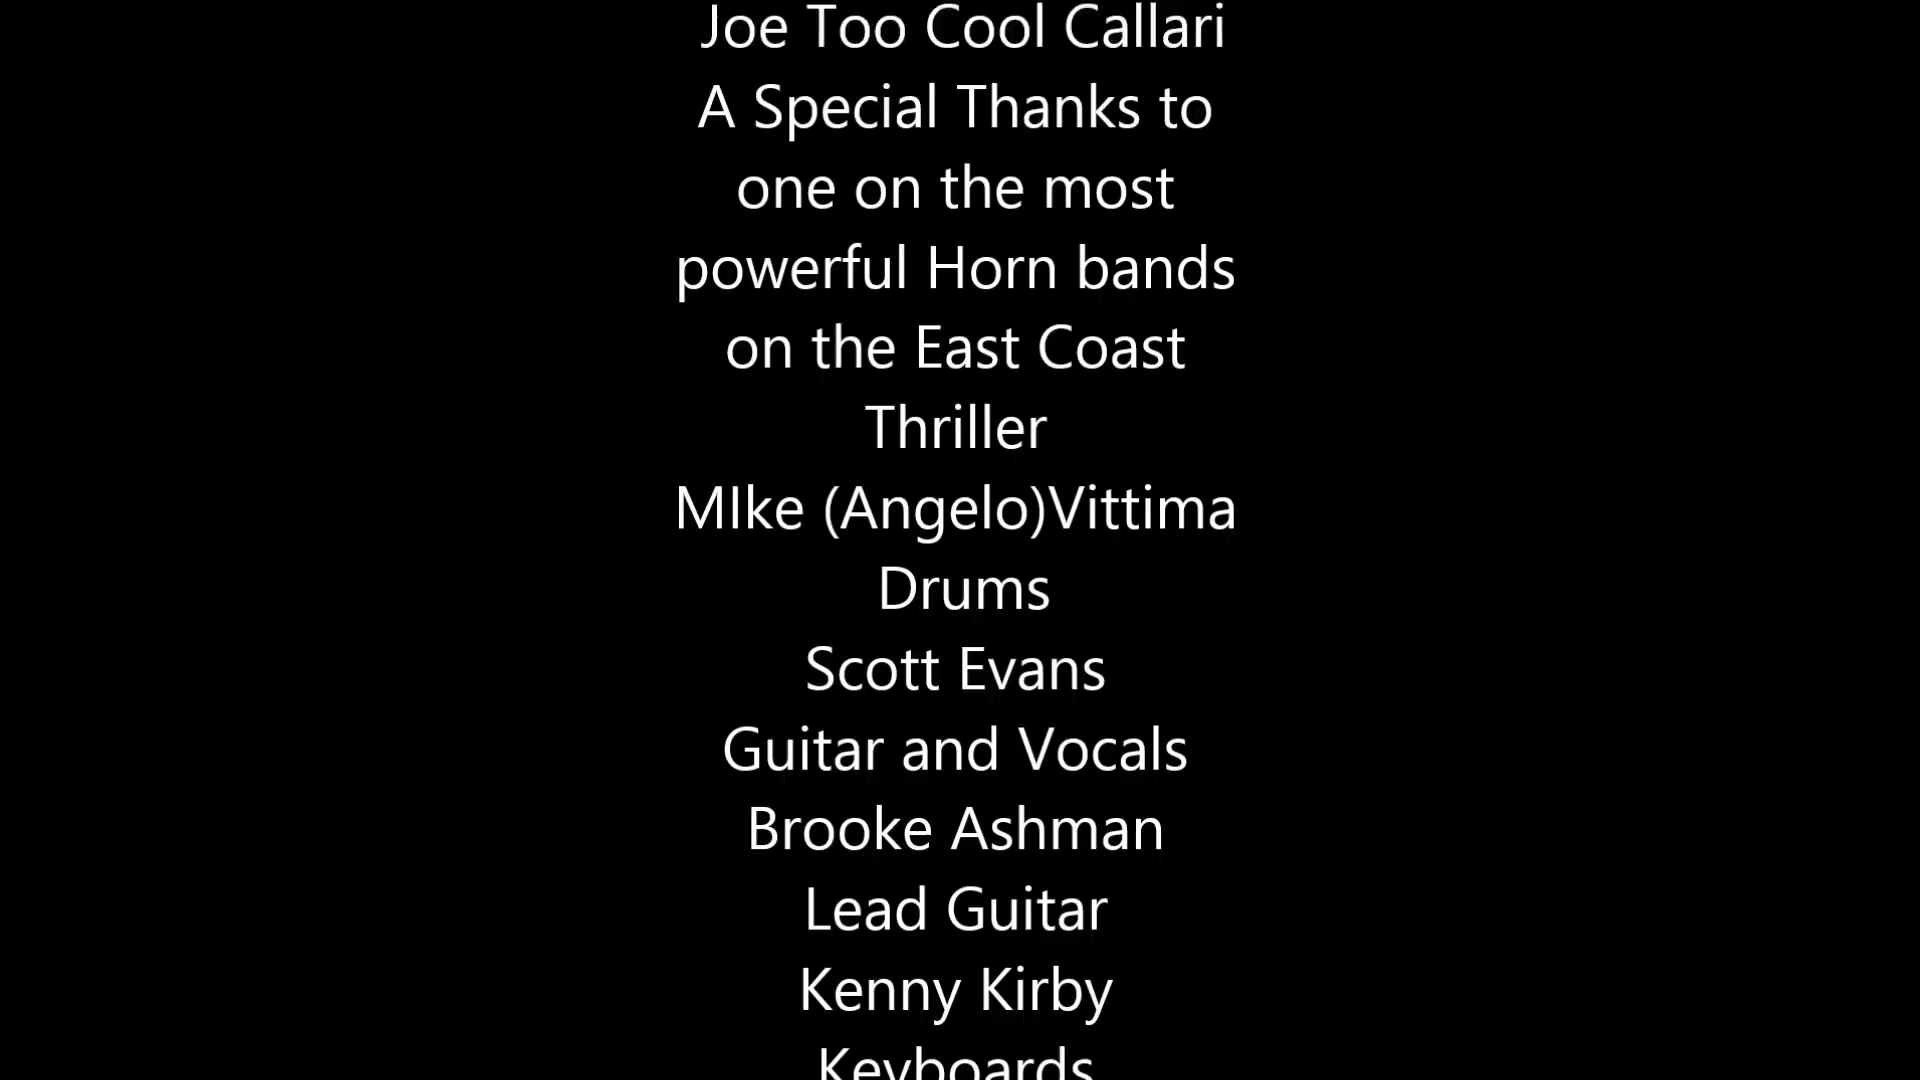 Joe Too Cool Callari
A Special Thanks to
one on the most
powerful Horn bands
on the East Coast
Thriller
MIke (Angelo)Vittima
Drums
Scott Evans
Guitar and Vocals
Brooke Ashman
Lead Guitar
Kenny Kirby
Keyboards